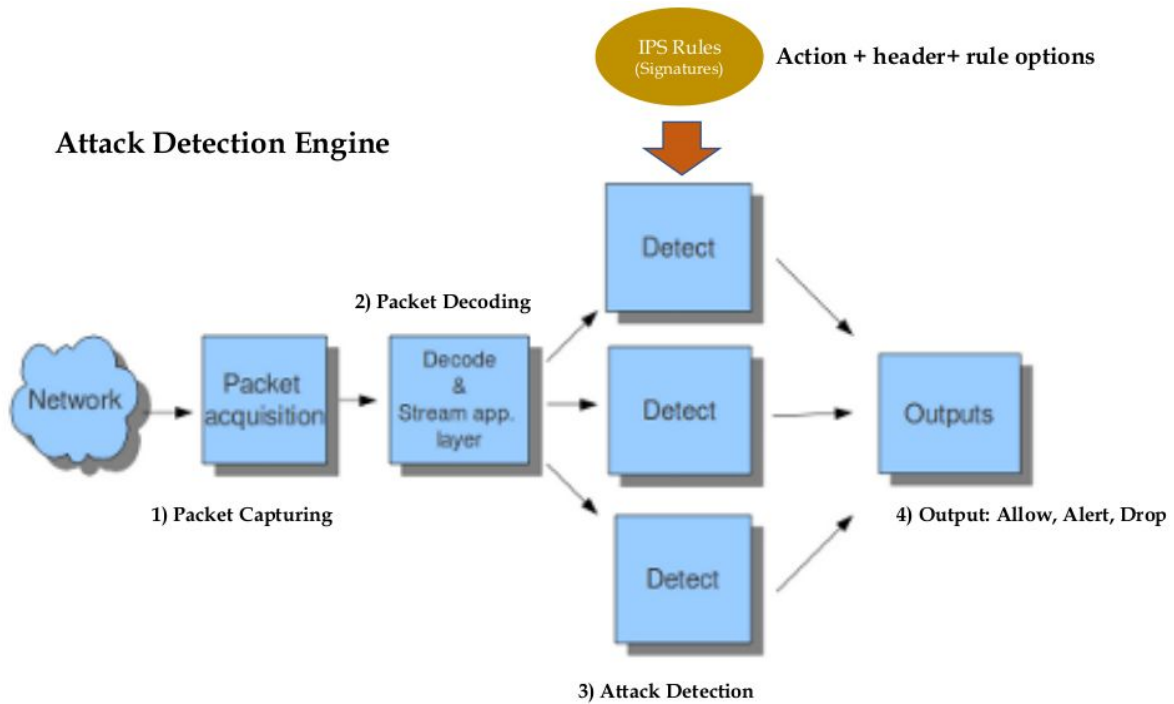 IPS Rules
(Signatures)
Action + header+ rule options
Attack Detection Engine
Detect
2) Packet Decoding
Network
Packet
acquisition
Decode
&
Stream app.
layer
Detect
Outputs
1) Packet Capturing
4) Output: Allow, Alert, Drop
Detect
3) Attack Detection